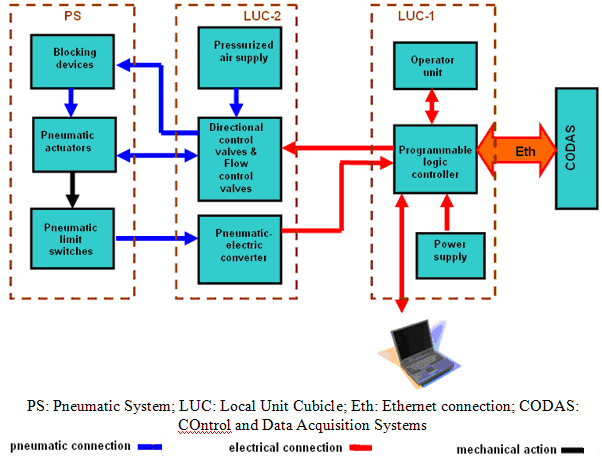 PS
LUC-2
LUC-1
Blocking
devices
Pressurized
air supply
Operator
unit
Pneumatic
actuators
Directional
control
valves &
Flow
control
valves
Programmable
logic
controller
Eth
CODAS
Pneumatic
limit
switches
Pneumatic-
electric
converter
Power
supply
PS: Pneumatic System; LUC: Local Unit Cubicle; Eth: Ethernet connection; CODAS:
COntrol and Data Acquisition Systems
pneumatic connection
electrical connection
mechanical action